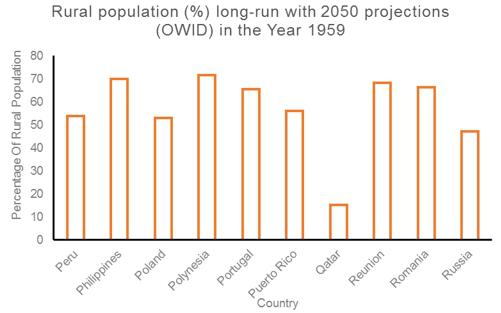 Rural population (%) long-run with 2050 projections
(OWID) in the Year 1959
Percentage Of Rural Population
80
70
60
50
40
30
20
10
0
Peru
Philippines
Poland
Polynesia
Portugal
Puerto Rico
Qatar
Reunion
Romania
Russia
Country